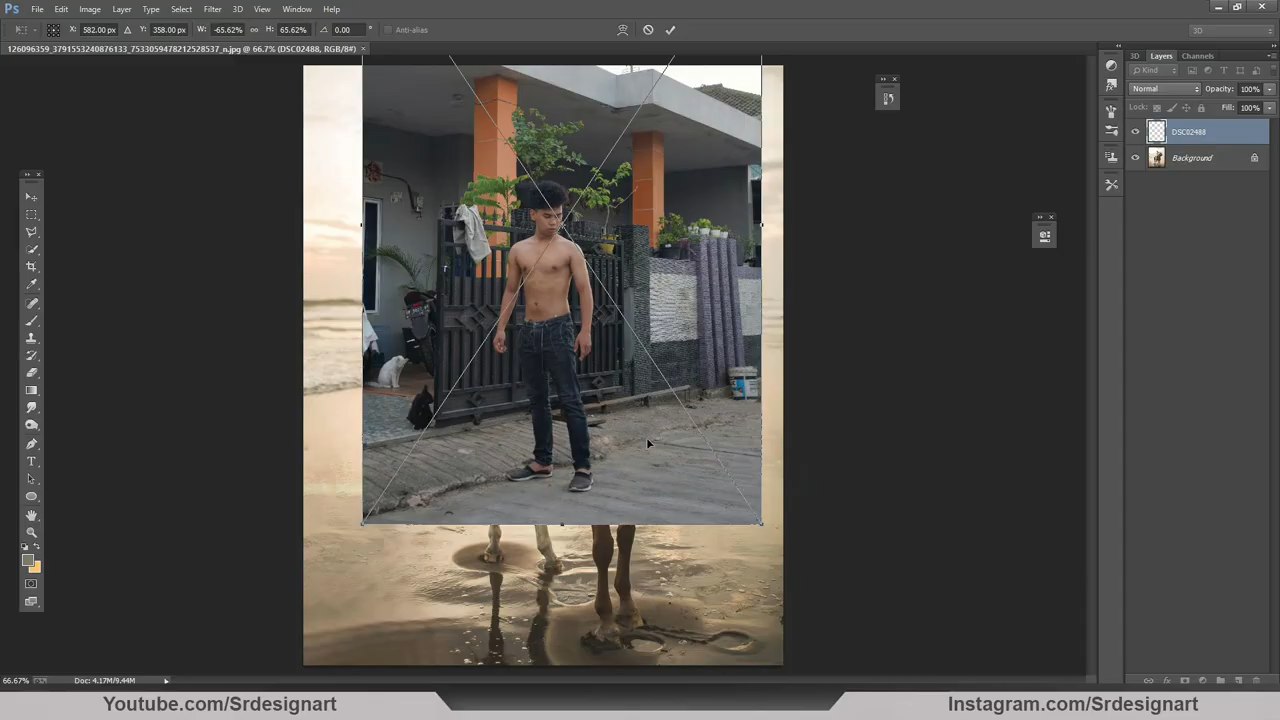 Ps File Edit Image Layer Type Select Filter 3D View Window Help
X: 582.00 px Y: 358.00 px W: -65.62% H: 65.62% 0.00 ° Anti-alias 3D
126096359_3791553240876133_7533059478212528537_n.jpg @ 66.7% (DSC02488, RGB/8#) ×
3D Layers Channels
Kind
Normal Opacity: 100%
Lock: Fill: 100%
DSC02488
Background
66.67% Doc: 4.17M/9.44M
Youtube.com/Srdesignart Instagram.com/Srdesignart